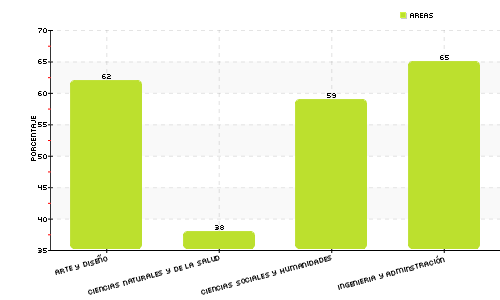 AREAS
70
65
60
55
50
45
40
35
PORCENTAJE
62
38
59
65
ARTE Y DISEÑO
CIENCIAS NATURALES Y DE LA SALUD
CIENCIAS SOCIALES Y HUMANIDADES
INGENIERIA Y ADMINSTRACIÓN